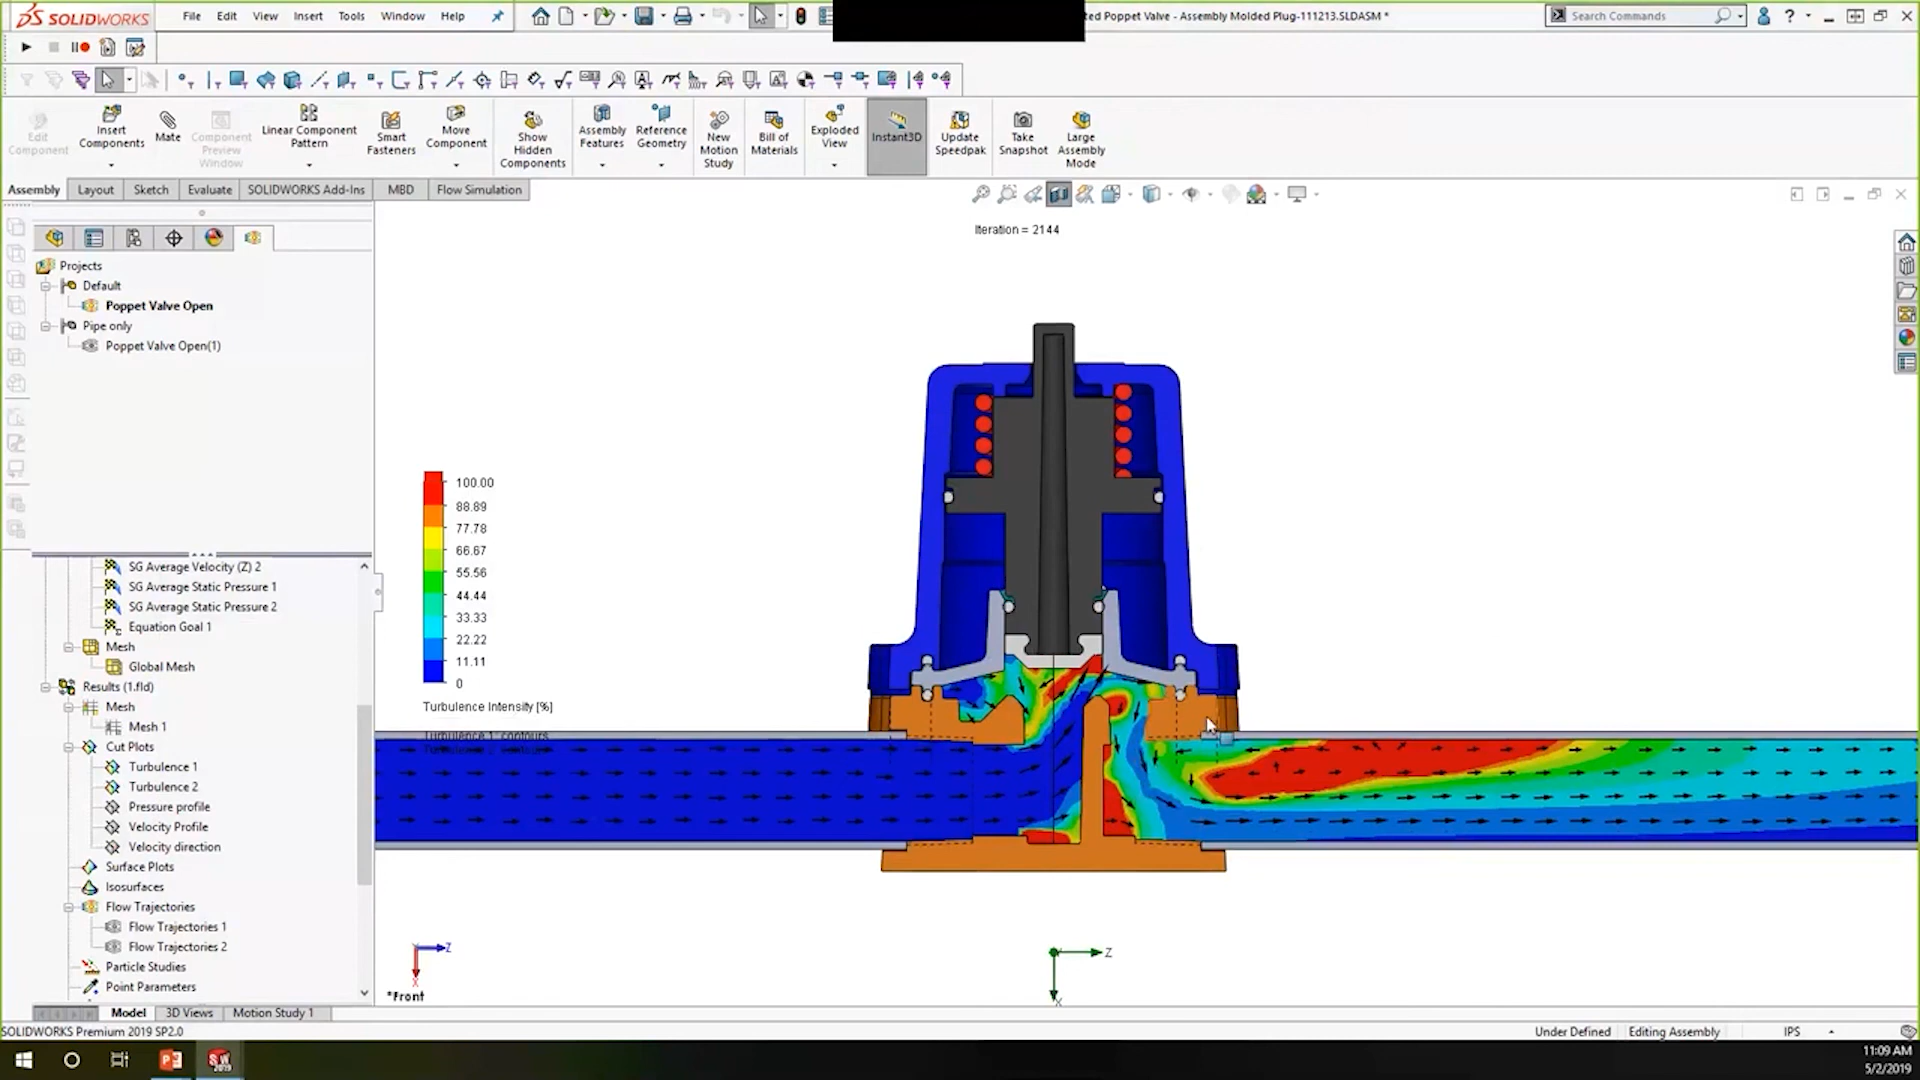 SOLIDWORKS
File Edit View Insert Tools Window Help
ted Poppet Valve - Assembly Molded Plug-111213.SLDASM *
Search Commands
?
Edit Component
Insert Components
Mate
Component Preview Window
Linear Component Pattern
Smart Fasteners
Move Component
Show Hidden Components
Assembly Features
Reference Geometry
New Motion Study
Bill of Materials
Exploded View
Instant3D
Update Speedpak
Take Snapshot
Large Assembly Mode
Assembly Layout Sketch Evaluate SOLIDWORKS Add-Ins MBD Flow Simulation
Iteration = 2144
Projects
Default
Poppet Valve Open
Pipe only
Poppet Valve Open(1)
SG Average Velocity (Z) 2
SG Average Static Pressure 1
SG Average Static Pressure 2
Equation Goal 1
Mesh
Global Mesh
Results (1.fld)
Mesh
Mesh 1
Cut Plots
Turbulence 1
Turbulence 2
Pressure profile
Velocity Profile
Velocity direction
Surface Plots
Isosurfaces
Flow Trajectories
Flow Trajectories 1
Flow Trajectories 2
Particle Studies
Point Parameters
100.00
88.89
77.78
66.67
55.56
44.44
33.33
22.22
11.11
0
Turbulence Intensity [%]
Turbulence 1: contours
Turbulence 2: contours
Z
X
*Front
Z
X
Model 3D Views Motion Study 1
SOLIDWORKS Premium 2019 SP2.0
Under Defined Editing Assembly IPS
11:09 AM
5/2/2019